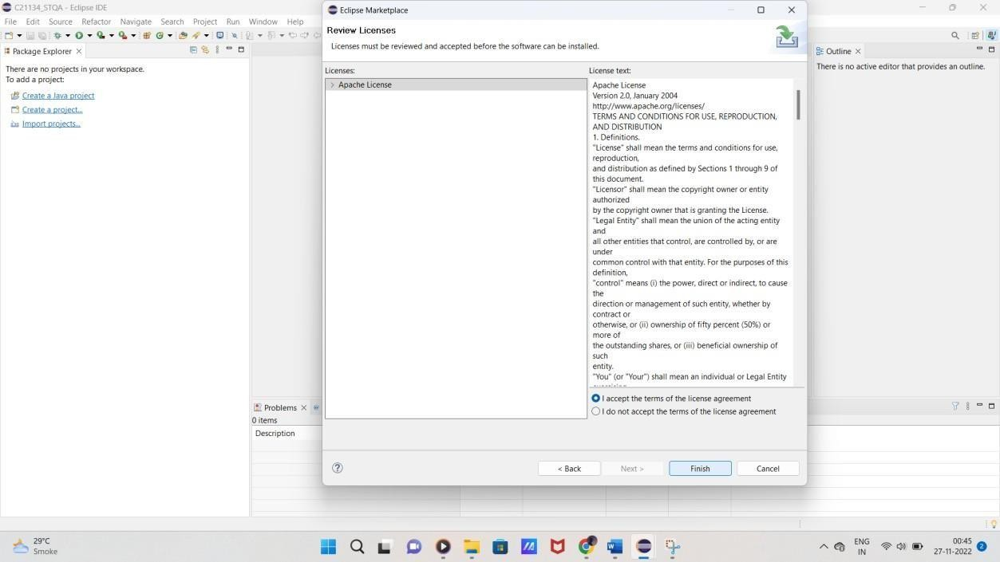 C21134_STQA - Eclipse IDE
File Edit Source Refactor Navigate Search Project Run Window Help
Package Explorer
There are no projects in your workspace.
To add a project:
Create a Java project
Create a project...
Import projects...
Eclipse Marketplace
Review Licenses
Licenses must be reviewed and accepted before the software can be installed.
Licenses:
Apache License
License text:
Apache License
Version 2.0, January 2004
http://www.apache.org/licenses/
TERMS AND CONDITIONS FOR USE, REPRODUCTION,
AND DISTRIBUTION
1. Definitions.
"License" shall mean the terms and conditions for use,
reproduction,
and distribution as defined by Sections 1 through 9 of
this document.
"Licensor" shall mean the copyright owner or entity
authorized
by the copyright owner that is granting the License.
"Legal Entity" shall mean the union of the acting entity
and
all other entities that control, are controlled by, or are
under
common control with that entity. For the purposes of this
definition,
"control" means (i) the power, direct or indirect, to cause
the
direction or management of such entity, whether by
contract or
otherwise, or (ii) ownership of fifty percent (50%) or
more of
the outstanding shares, or (iii) beneficial ownership of
such
entity.
"You" (or "Your") shall mean an individual or Legal Entity
I accept the terms of the license agreement
I do not accept the terms of the license agreement
< Back Next > Finish Cancel
Outline
There is no active editor that provides an outline.
Problems
0 items
Description
29°C
Smoke
ENG
IN
00:45
27-11-2022
2